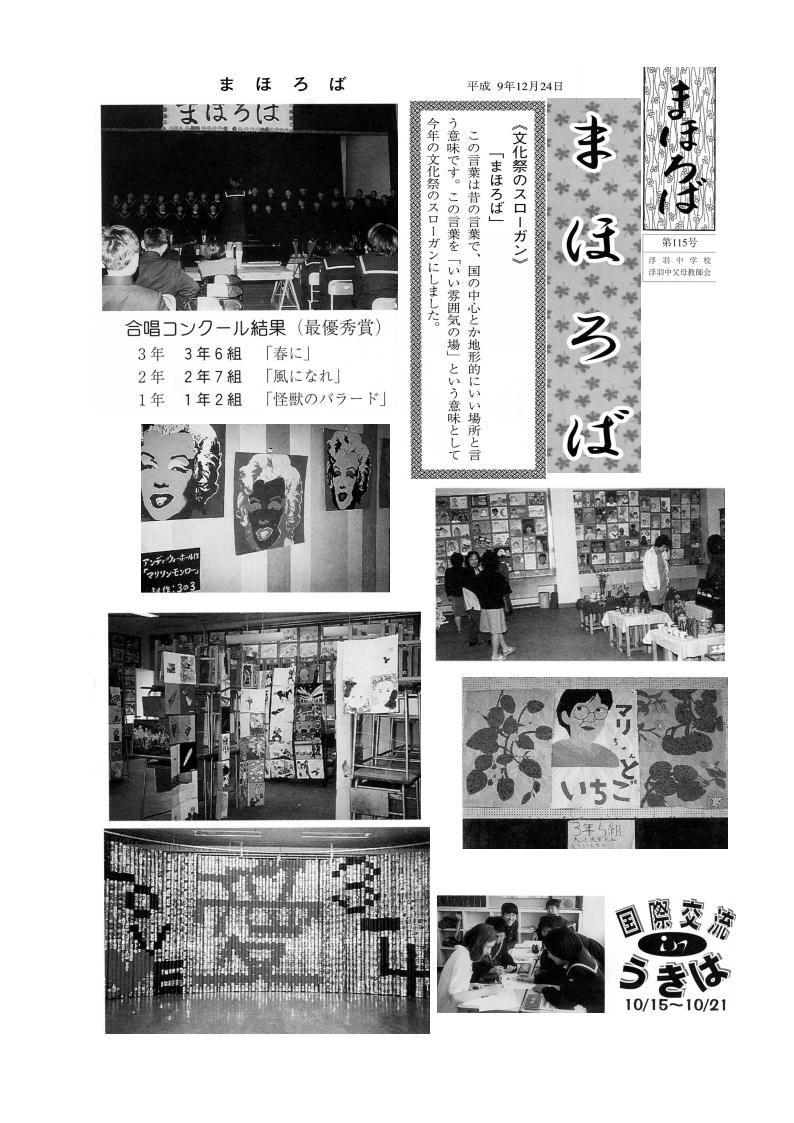 まほろば
平成 9年12月24日
まほろば
第115号
浮羽中学校
浮羽中父母教師会
まほろば
《文化祭のスローガン》
「まほろば」
この言葉は昔の言葉で、国の中心とか地形的にいい場所と言
う意味です。この言葉を「いい雰囲気の場」という意味として
今年の文化祭のスローガンにしました。
まほろば
合唱コンクール結果（最優秀賞）
3年 3年6組 「春に」
2年 2年7組 「風になれ」
1年 1年2組 「怪獣のバラード」
アンディ・ウォーホール作
「マリリンモンロー」
制作：3の3
マリ
と
いちご
3年5組
3-4
国際交流
in
うきは
10/15～10/21